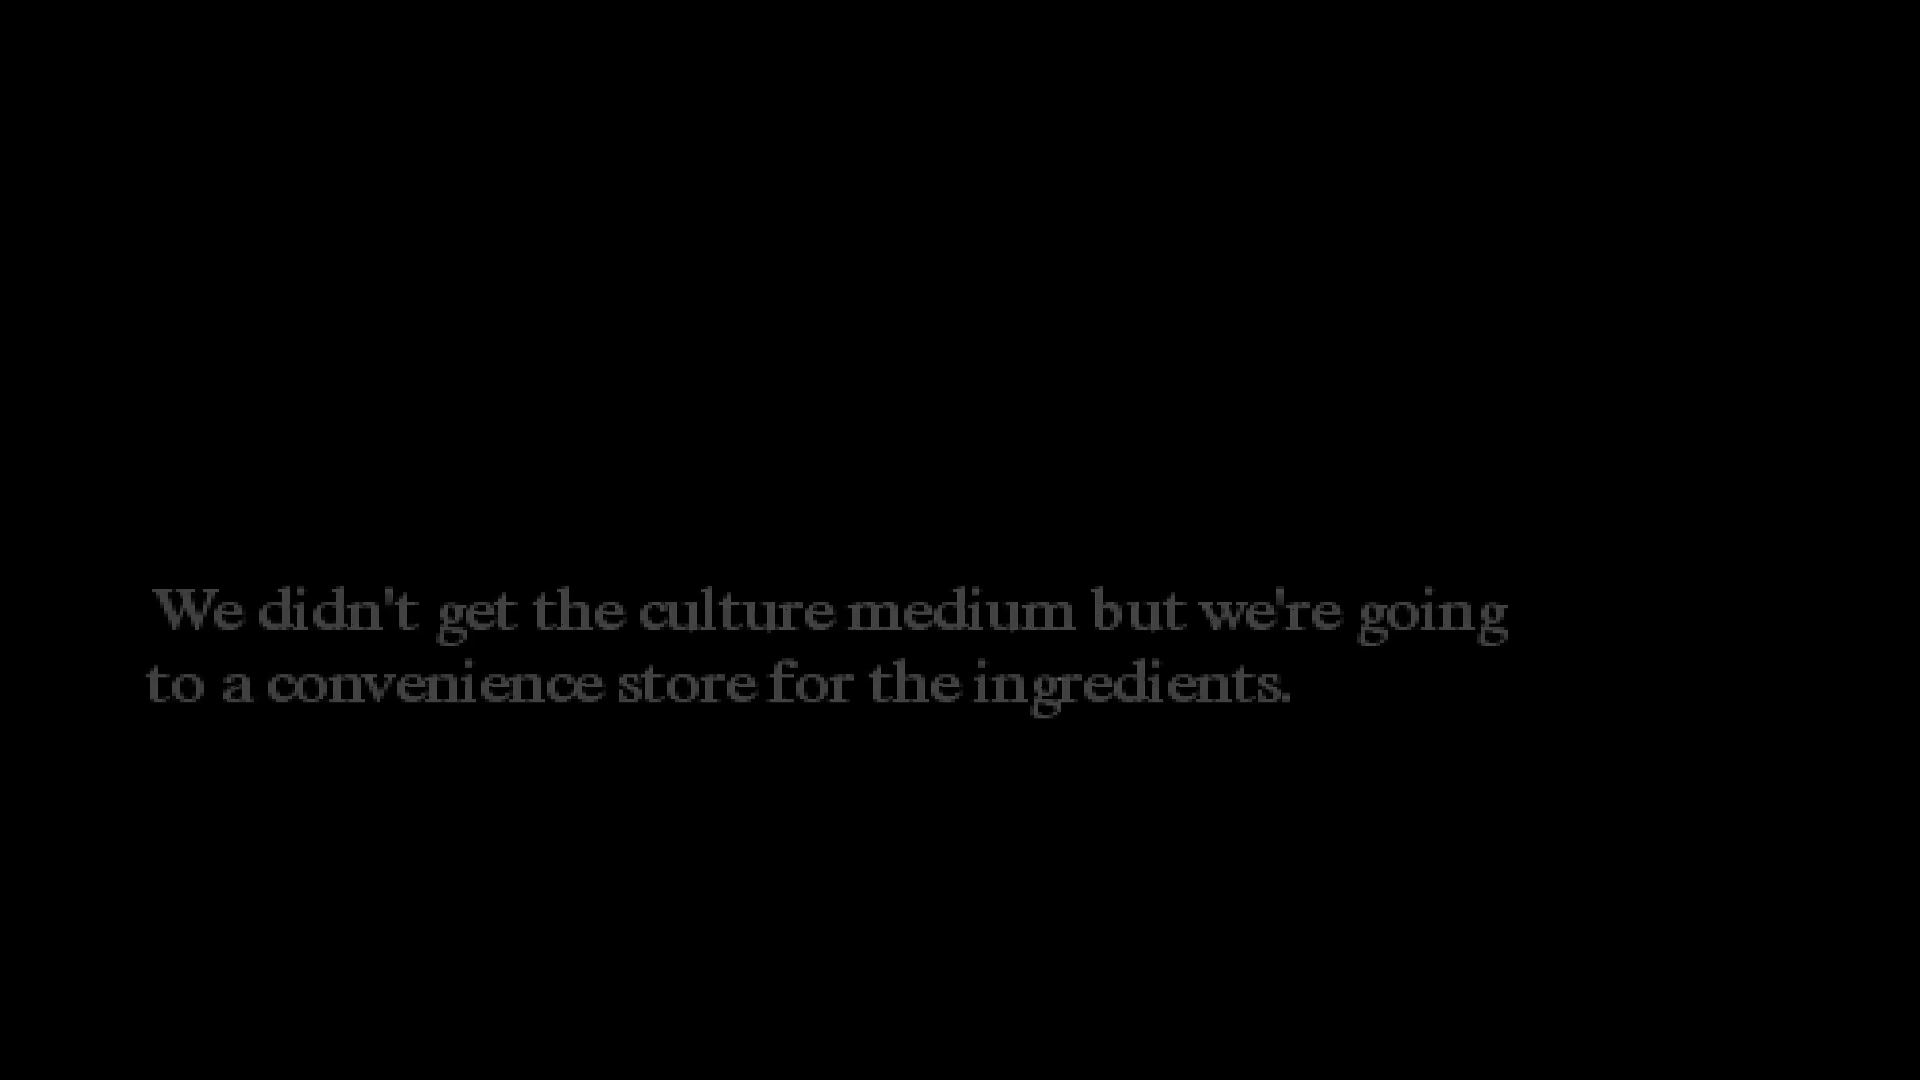 We didn't get the culture medium but we're going
to a convenience store for the ingredients.